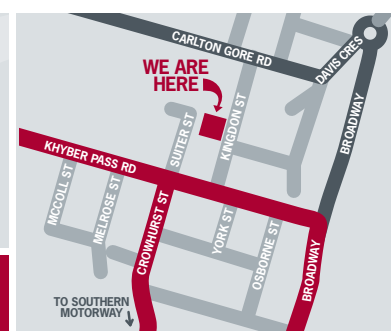 CARLTON GORE RD
DAVIS CRES
WE ARE
HERE
KINGDON ST
SUITER ST
BROADWAY
KHYBER PASS RD
MCCOLL ST
MELROSE ST
CROWHURST ST
YORK ST
OSBORNE ST
BROADWAY
TO SOUTHERN
MOTORWAY